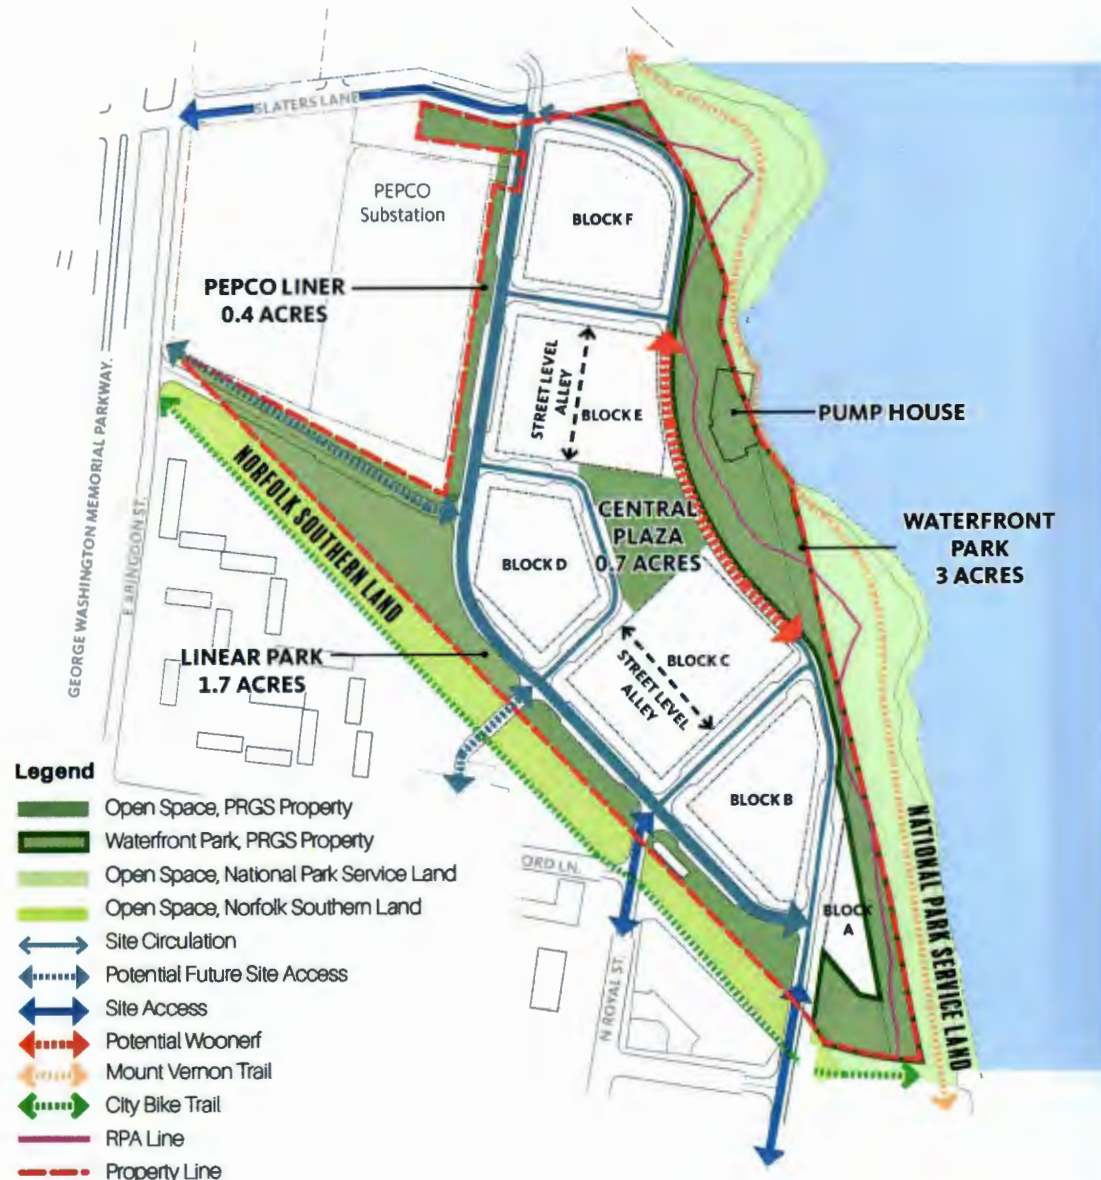 SLATERS LANE
PEPCO
Substation
BLOCK F
PEPCO LINER
0.4 ACRES
STREET LEVEL
ALLEY
BLOCK E
PUMP HOUSE
GEORGE WASHINGTON MEMORIAL PARKWAY.
E ABINGDON ST.
NORFOLK SOUTHERN LAND
CENTRAL
PLAZA
0.7 ACRES
WATERFRONT
PARK
3 ACRES
BLOCK D
LINEAR PARK
1.7 ACRES
BLOCK C
STREET LEVEL
ALLEY
BLOCK B
BLOCK
A
NATIONAL PARK SERVICE LAND
ORD LN.
N ROYAL ST.
Legend
Open Space, PRGS Property
Waterfront Park, PRGS Property
Open Space, National Park Service Land
Open Space, Norfolk Southern Land
Site Circulation
Potential Future Site Access
Site Access
Potential Woonerf
Mount Vernon Trail
City Bike Trail
RPA Line
Property Line